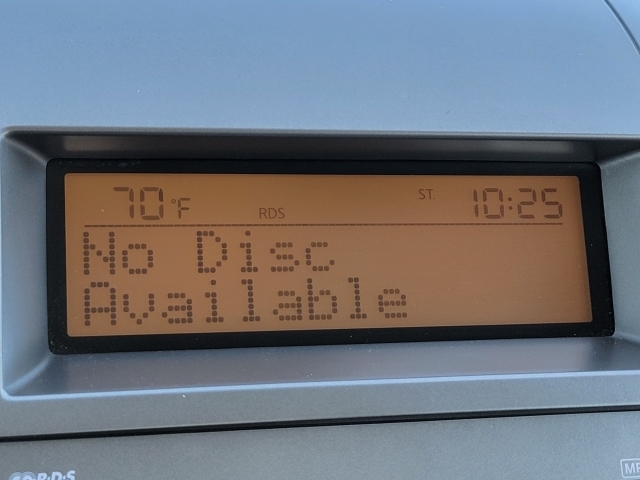 70°F RDS ST. 10:25
No Disc
Available
R·D·S